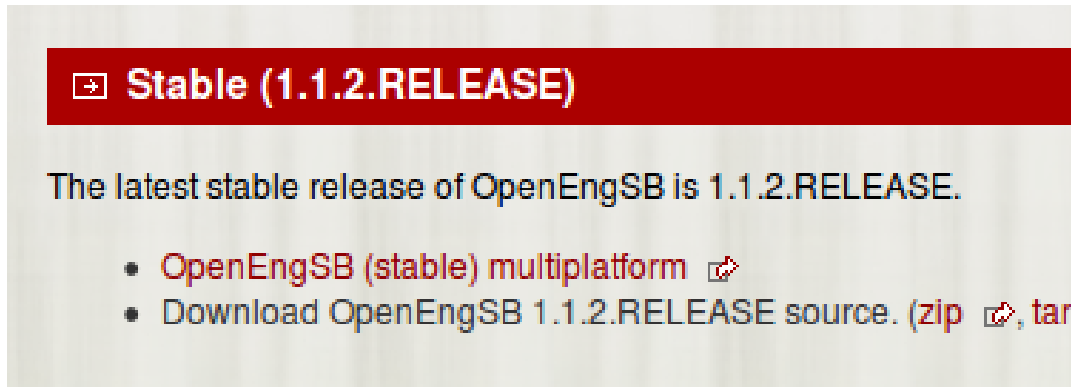 Stable (1.1.2.RELEASE)
The latest stable release of OpenEngSB is 1.1.2.RELEASE.
OpenEngSB (stable) multiplatform
Download OpenEngSB 1.1.2.RELEASE source. (zip , tar